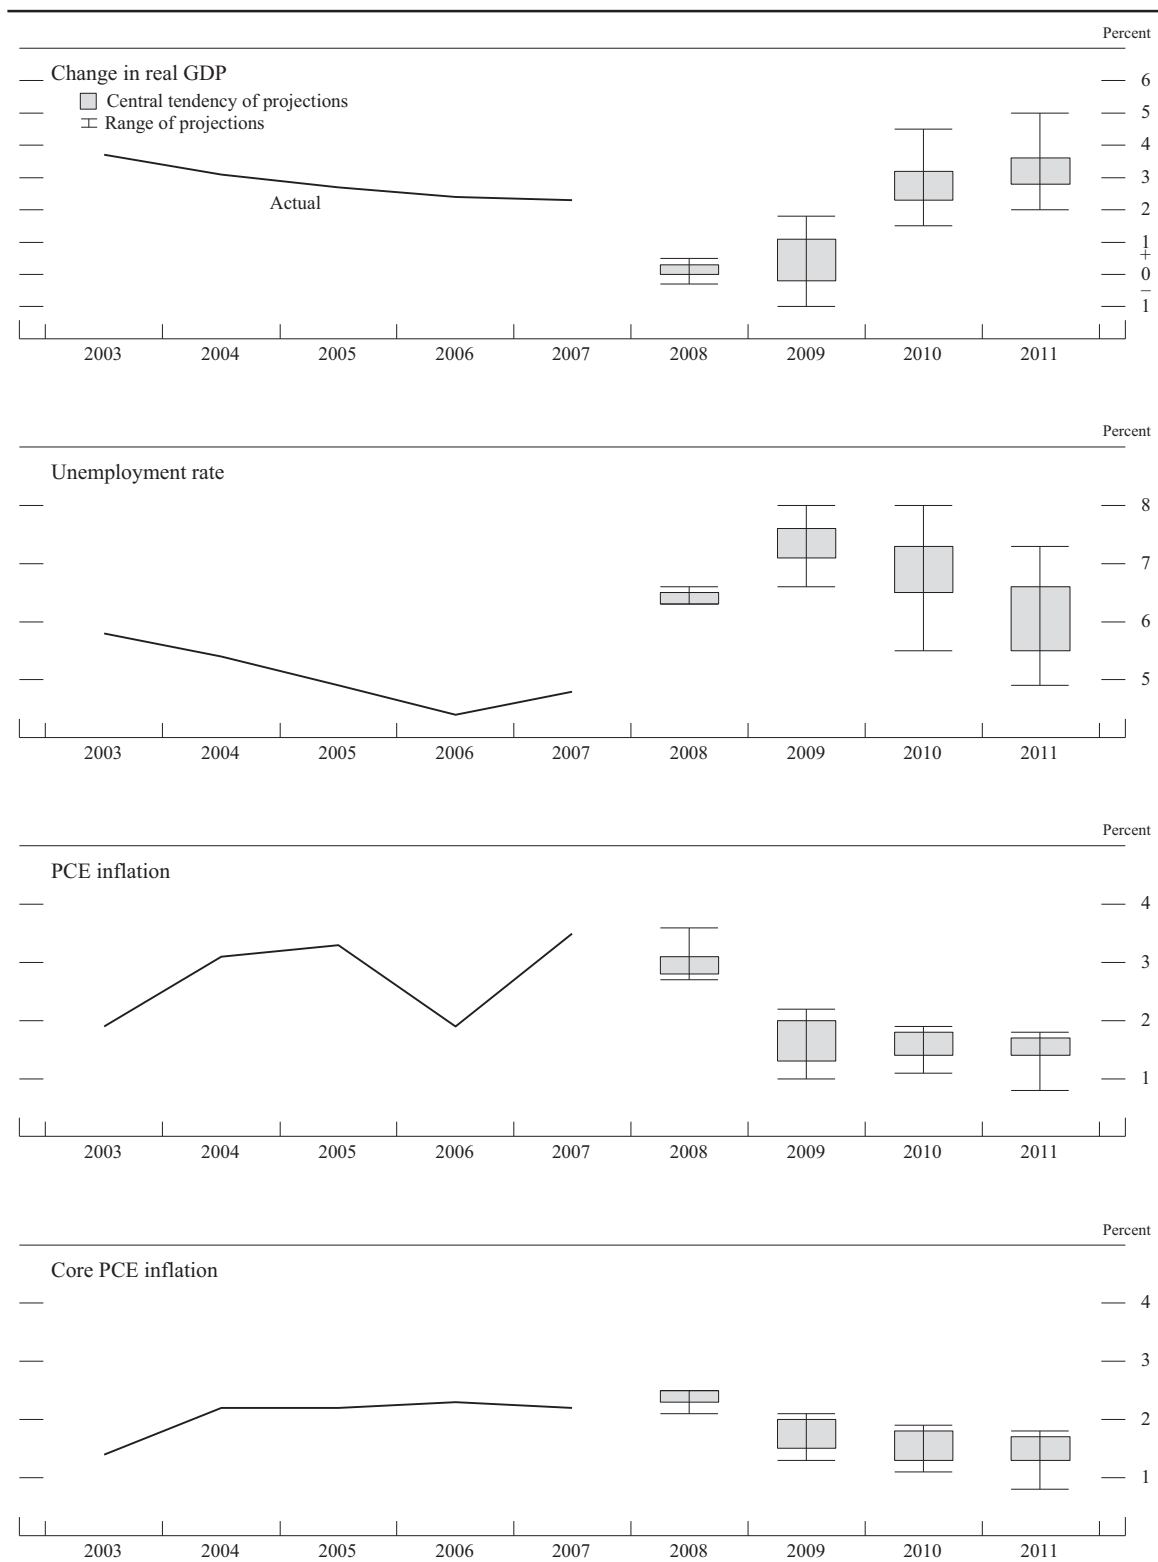 Percent
Change in real GDP
Central tendency of projections
Range of projections
Actual
6
5
4
3
2
1
+
0
−
1
2003 2004 2005 2006 2007 2008 2009 2010 2011
Percent
Unemployment rate
8
7
6
5
2003 2004 2005 2006 2007 2008 2009 2010 2011
Percent
PCE inflation
4
3
2
1
2003 2004 2005 2006 2007 2008 2009 2010 2011
Percent
Core PCE inflation
4
3
2
1
2003 2004 2005 2006 2007 2008 2009 2010 2011